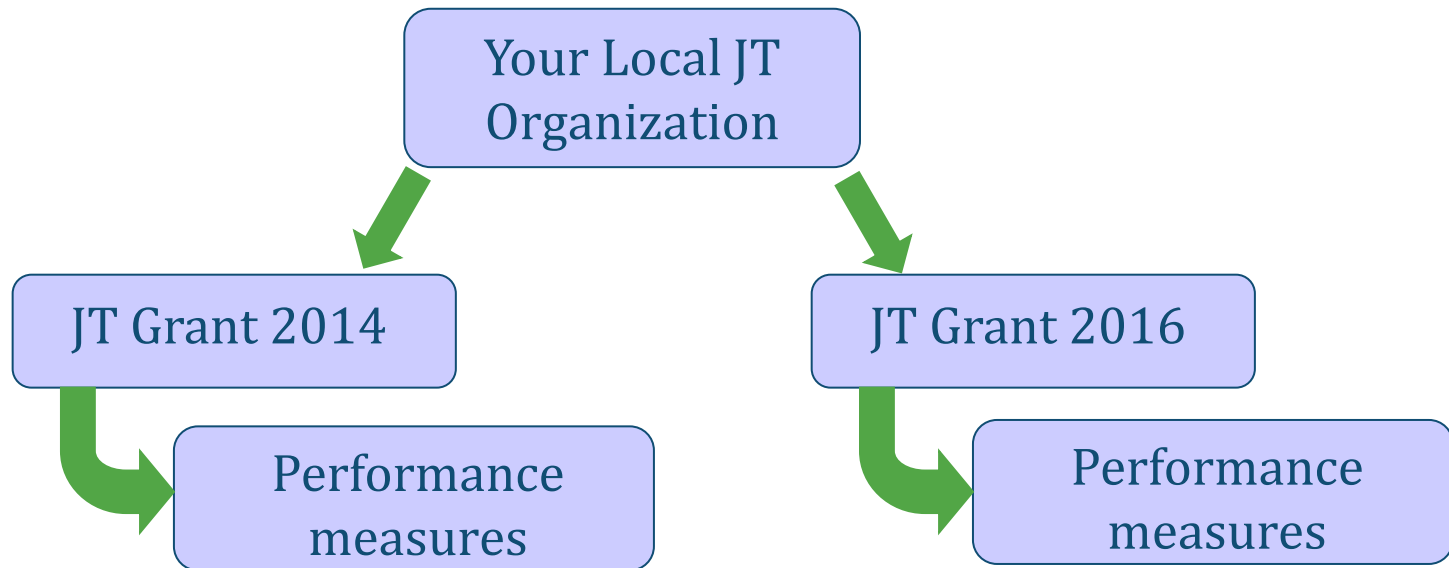 Your Local JT
Organization
JT Grant 2014
JT Grant 2016
Performance
measures
Performance
measures